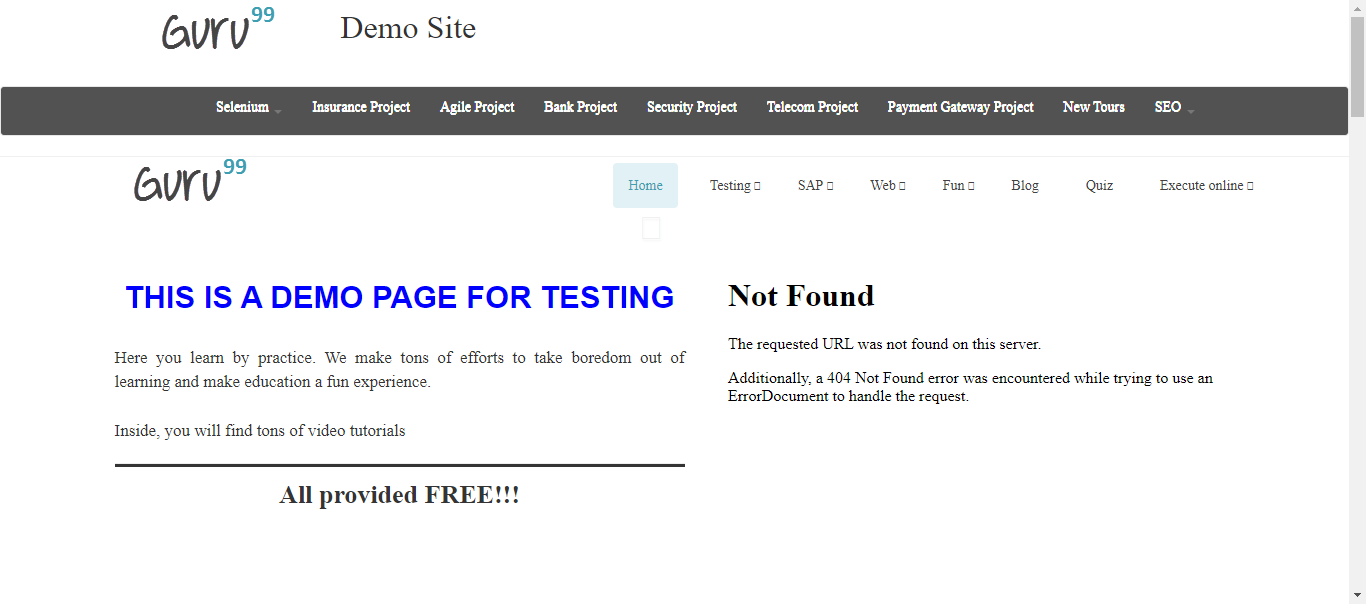 Guru99
Demo Site
Selenium Insurance Project Agile Project Bank Project Security Project Telecom Project Payment Gateway Project New Tours SEO
Guru99
Home Testing SAP Web Fun Blog Quiz Execute online
THIS IS A DEMO PAGE FOR TESTING
Here you learn by practice. We make tons of efforts to take boredom out of
learning and make education a fun experience.
Inside, you will find tons of video tutorials
All provided FREE!!!
Not Found
The requested URL was not found on this server.
Additionally, a 404 Not Found error was encountered while trying to use an
ErrorDocument to handle the request.